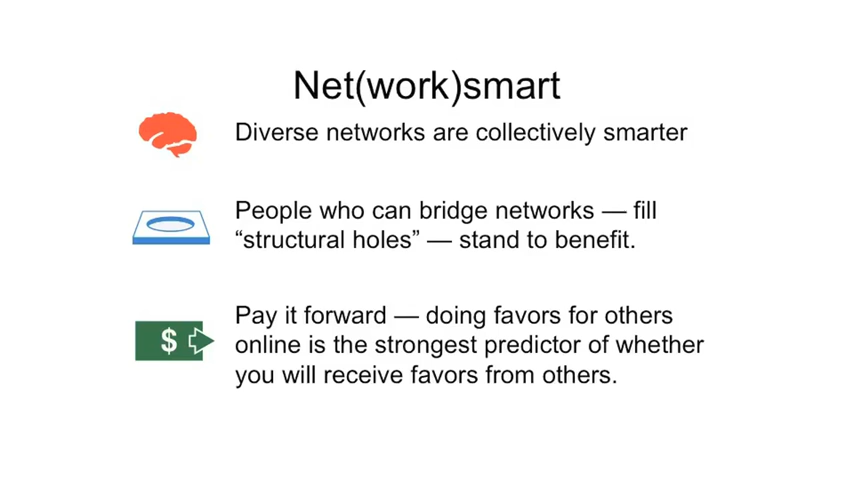 Net(work)smart
Diverse networks are collectively smarter
People who can bridge networks — fill
“structural holes” — stand to benefit.
$
Pay it forward — doing favors for others
online is the strongest predictor of whether
you will receive favors from others.